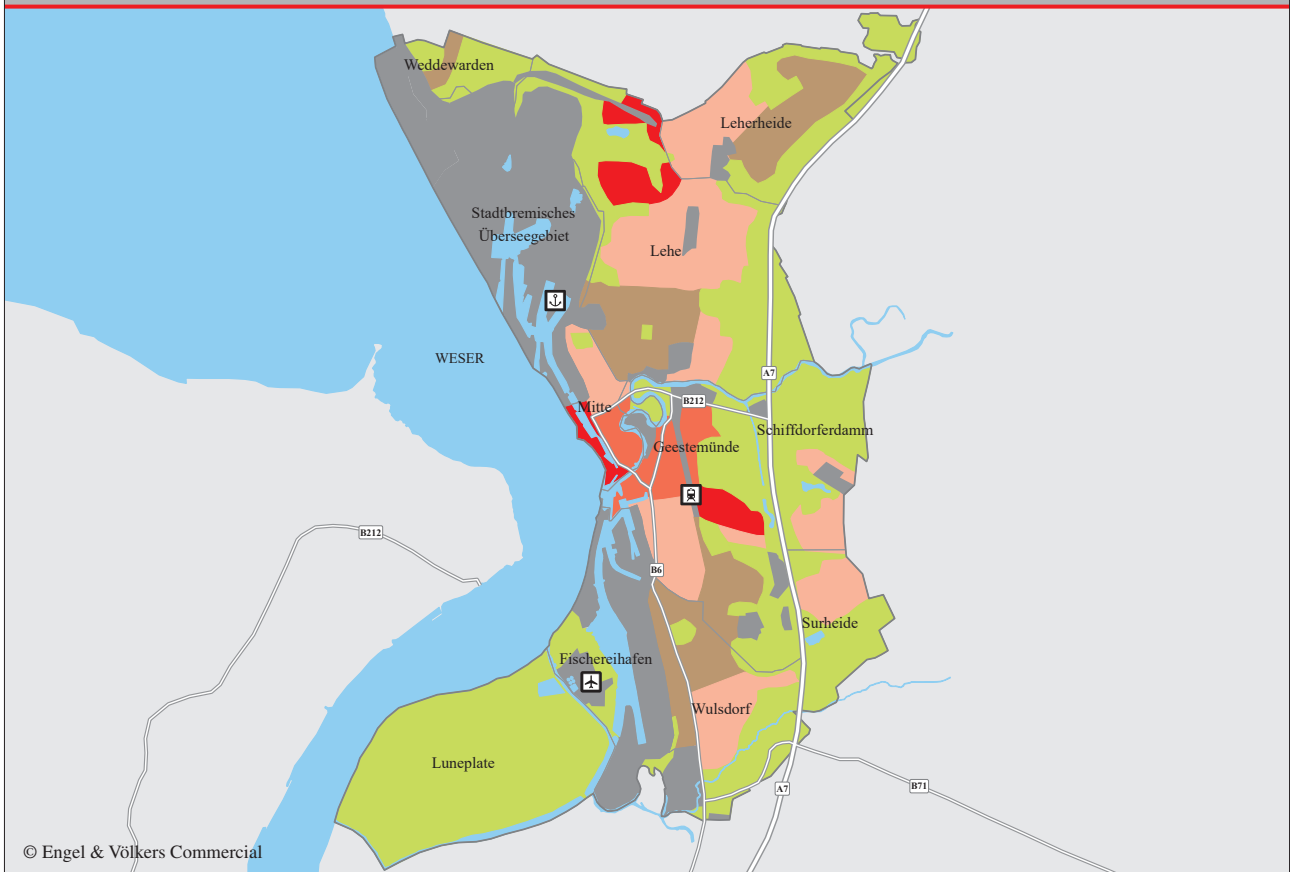 Weddewarden
Leherheide
Stadtbremisches
Überseegebiet
Lehe
WESER
A7
Mitte
B212
Schiffdorferdamm
Geestemünde
B212
B6
Surheide
Fischereihafen
Wulsdorf
Luneplate
A7
B71
© Engel & Völkers Commercial